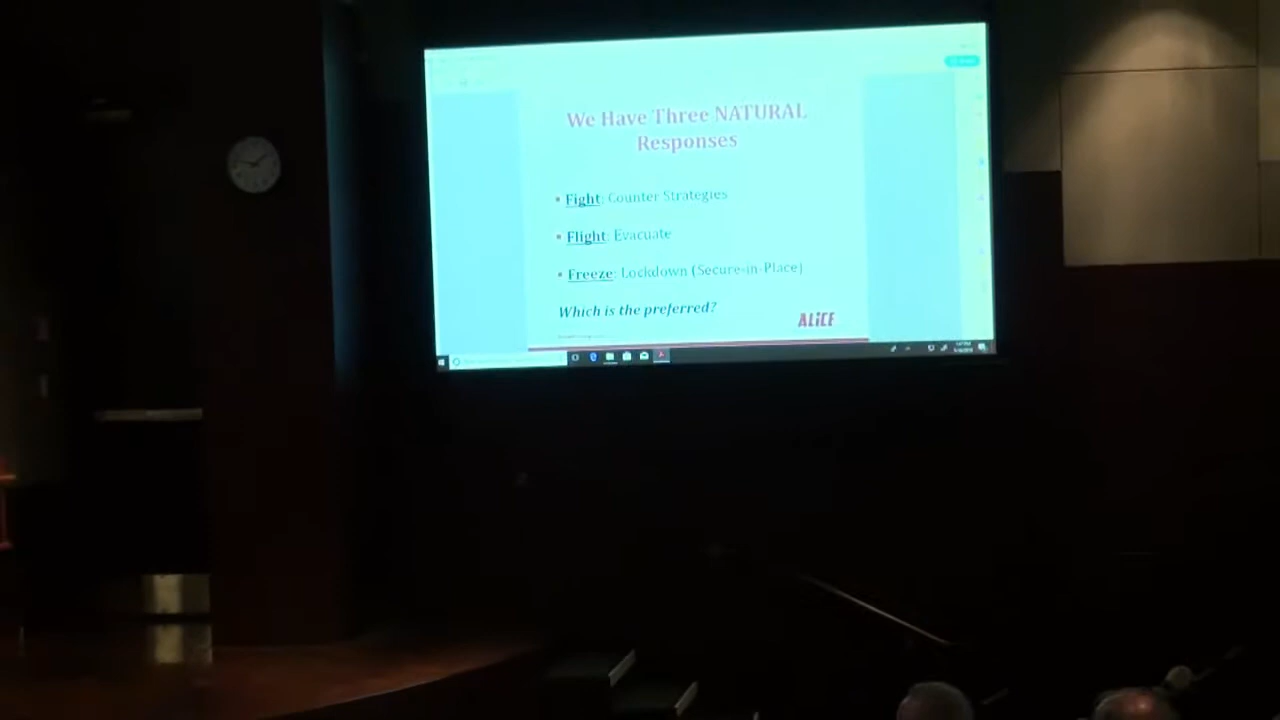 We Have Three NATURAL
Responses
• Fight: Counter Strategies
• Flight: Evacuate
• Freeze: Lockdown (Secure-in-Place)
Which is the preferred?
ALiCE